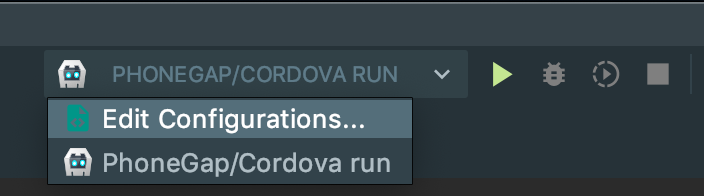 PHONEGAP/CORDOVA RUN
Edit Configurations...
PhoneGap/Cordova run